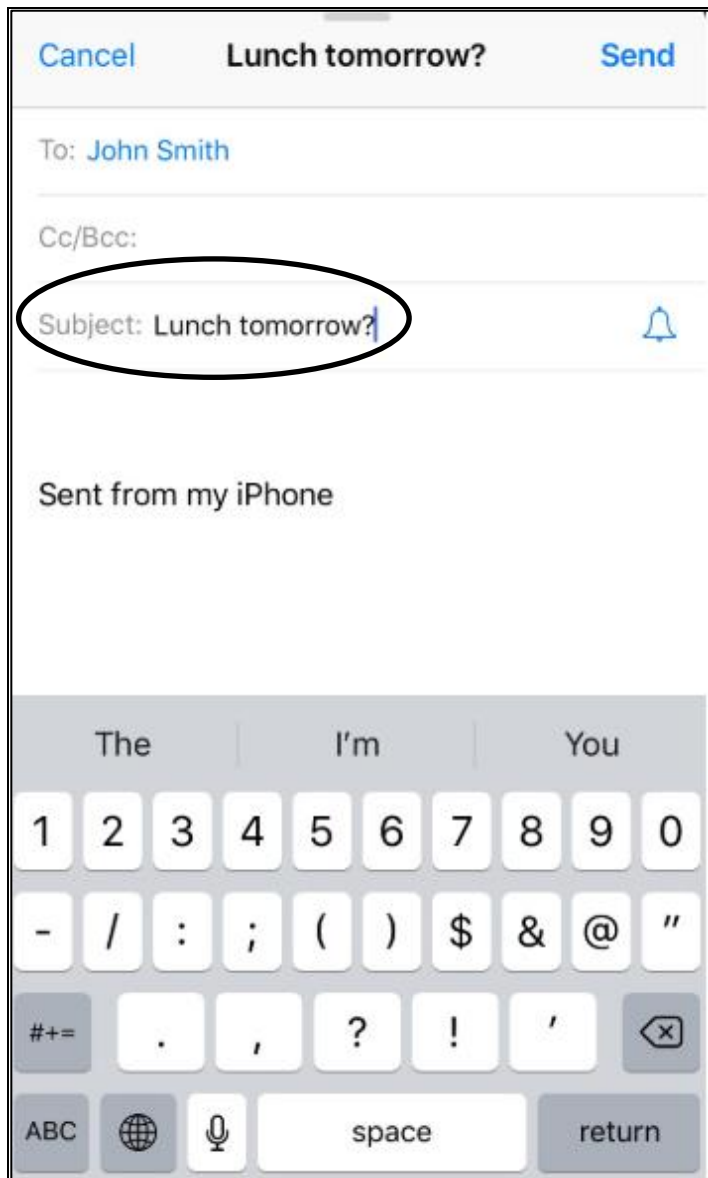 Cancel Lunch tomorrow? Send
To: John Smith
Cc/Bcc:
Subject: Lunch tomorrow?
Sent from my iPhone
The I'm You
1 2 3 4 5 6 7 8 9 0
- / : ; ( ) $ & @ "
#+= . , ? ! '
ABC space return